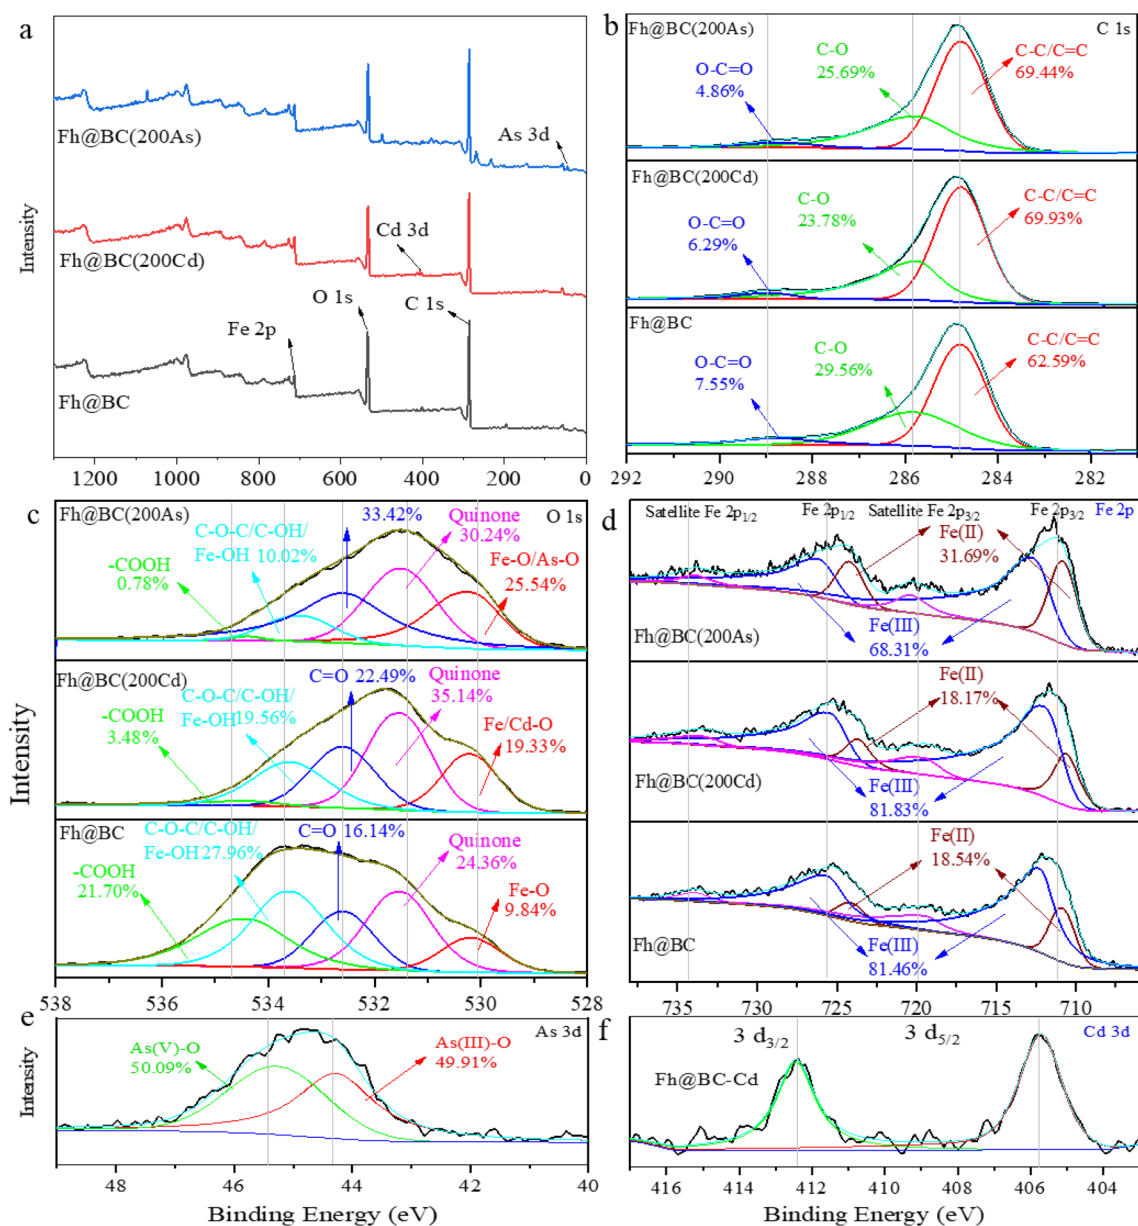 a
Fh@BC(200As)
As 3d
Fh@BC(200Cd)
Cd 3d
O 1s
C 1s
Fe 2p
Fh@BC
Intensity
1200 1000 800 600 400 200 0
b
Fh@BC(200As)
C 1s
C-O
25.69%
C-C/C=C
69.44%
O-C=O
4.86%
Fh@BC(200Cd)
C-O
23.78%
C-C/C=C
69.93%
O-C=O
6.29%
Fh@BC
C-O
29.56%
C-C/C=C
62.59%
O-C=O
7.55%
292 290 288 286 284 282
c
Fh@BC(200As)
O 1s
33.42%
C-O-C/C-OH/
Fe-OH 10.02%
Quinone
30.24%
-COOH
0.78%
Fe-O/As-O
25.54%
Fh@BC(200Cd)
C=O 22.49%
Quinone
35.14%
C-O-C/C-OH/
Fe-OH 19.56%
-COOH
3.48%
Fe/Cd-O
19.33%
Fh@BC
C-O-C/C-OH/
Fe-OH 27.96%
C=O 16.14%
Quinone
24.36%
-COOH
21.70%
Fe-O
9.84%
Intensity
538 536 534 532 530 528
d
Satellite Fe 2p1/2
Fe 2p1/2
Satellite Fe 2p3/2
Fe 2p3/2
Fe 2p
Fe(II)
31.69%
Fe(III)
68.31%
Fh@BC(200As)
Fe(II)
18.17%
Fe(III)
81.83%
Fh@BC(200Cd)
Fe(II)
18.54%
Fe(III)
81.46%
Fh@BC
735 730 725 720 715 710
e
As 3d
As(V)-O
50.09%
As(III)-O
49.91%
Intensity
48 46 44 42 40
Binding Energy (eV)
f
3 d3/2
3 d5/2
Cd 3d
Fh@BC-Cd
416 414 412 410 408 406 404
Binding Energy (eV)